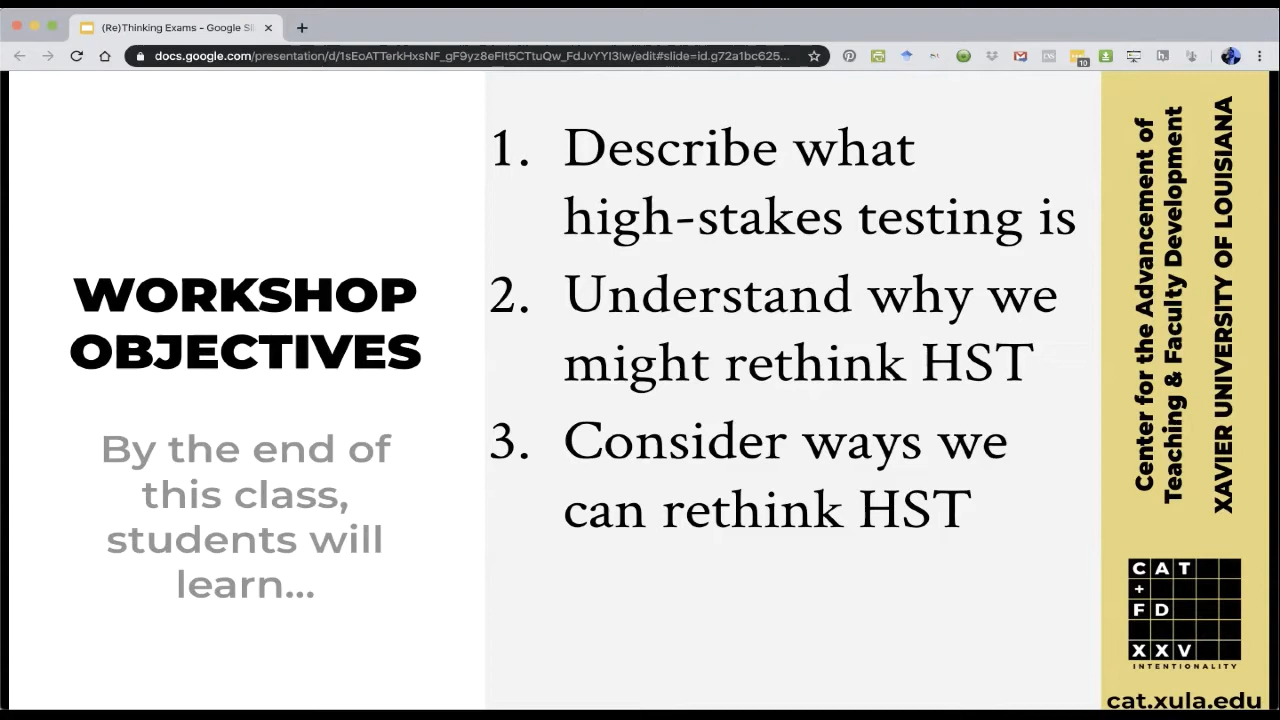 (Re)Thinking Exams - Google Sli
docs.google.com/presentation/d/1sEoATTerkHxsNF_gF9yz8eFIt5CTtuQw_FdJvYYI3Iw/edit#slide=id.g72a1bc625...
10
WORKSHOP
OBJECTIVES
By the end of
this class,
students will
learn...
1. Describe what
high-stakes testing is
2. Understand why we
might rethink HST
3. Consider ways we
can rethink HST
Center for the Advancement of
Teaching & Faculty Development
XAVIER UNIVERSITY OF LOUISIANA
CAT
+
FD
XXV
INTENTIONALITY
cat.xula.edu